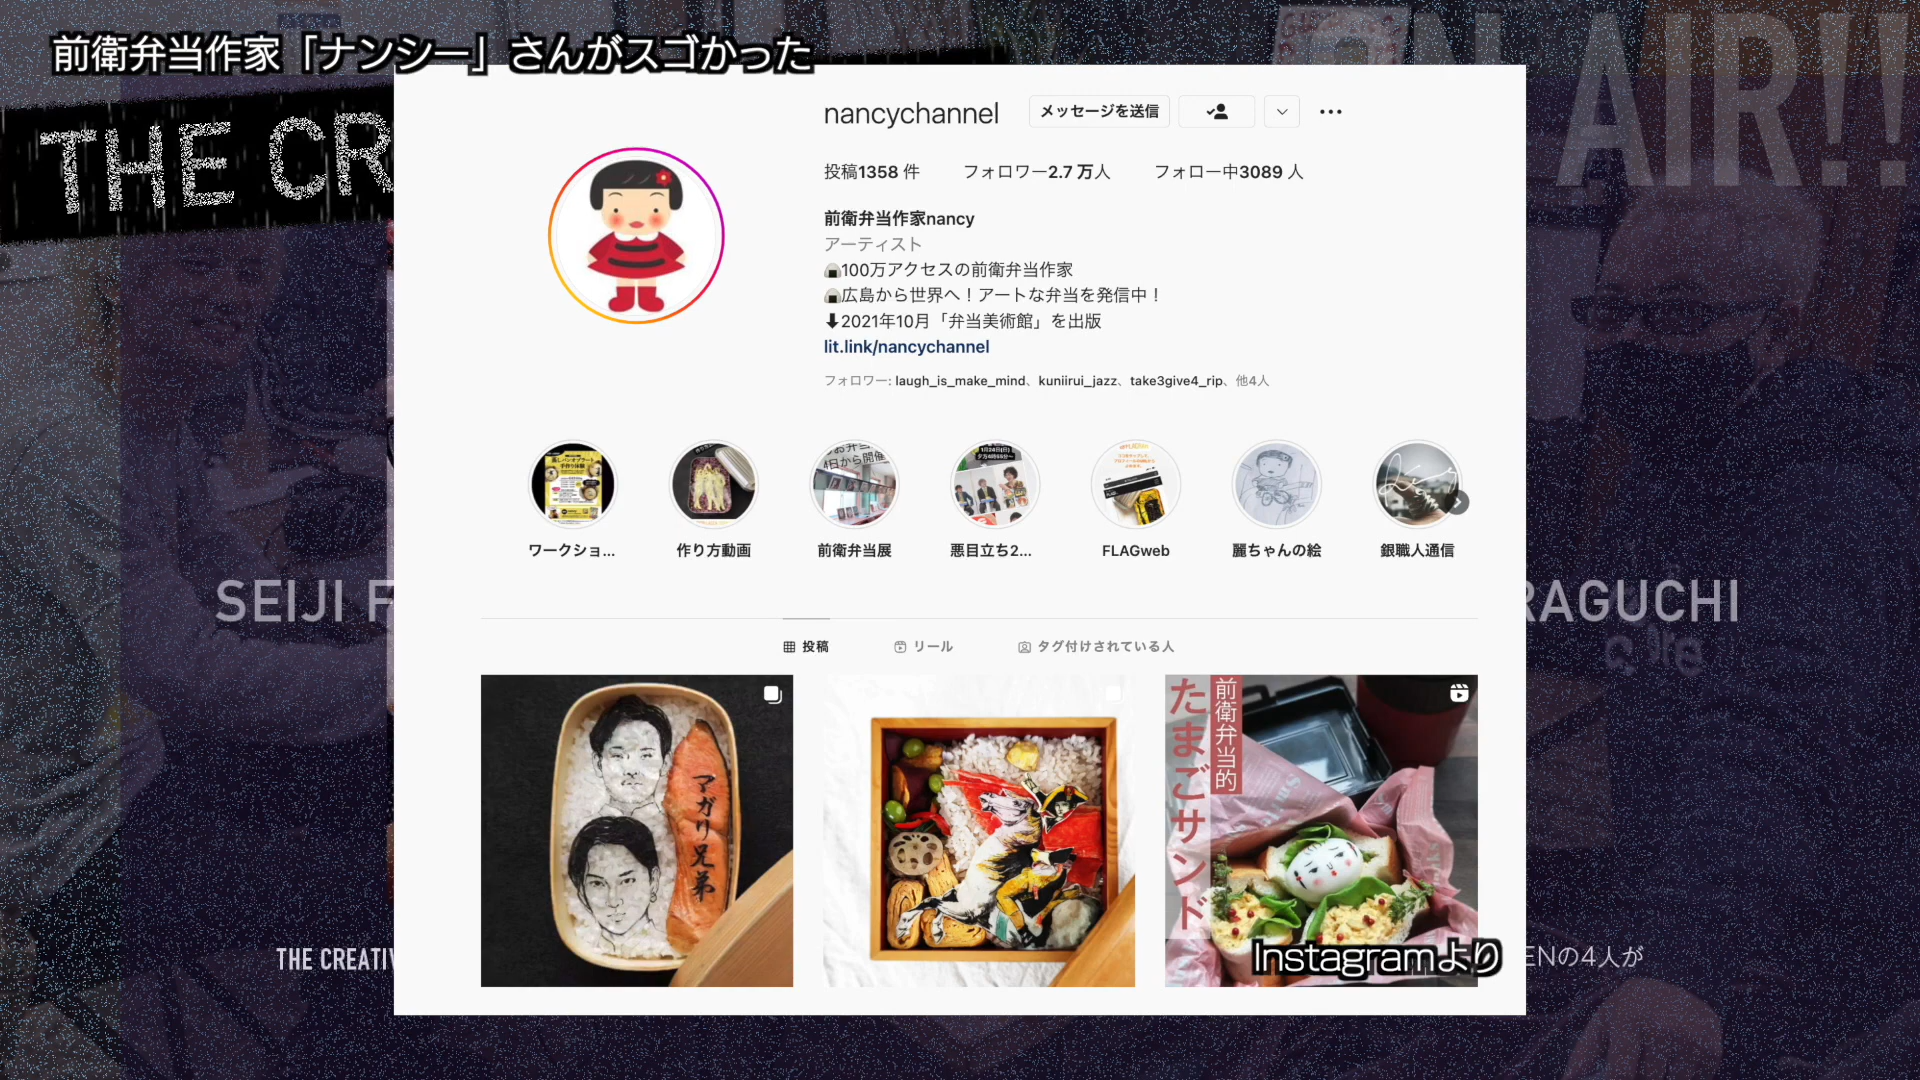 前衛弁当作家「ナンシー」さんがスゴかった
ON AIR!!
THE CR
nancychannel
メッセージを送信
投稿1358 件
フォロワー2.7 万人
フォロー中3089 人
前衛弁当作家nancy
アーティスト
🍙100万アクセスの前衛弁当作家
🍙広島から世界へ！アートな弁当を発信中！
⬇2021年10月「弁当美術館」を出版
lit.link/nancychannel
フォロワー: laugh_is_make_mind、kuniirui_jazz、take3give4_rip、他4人
ワークショ...
作り方動画
前衛弁当展
悪目立ち2...
FLAGweb
麗ちゃんの絵
銀職人通信
SEIJI F
RAGUCHI
投稿
リール
タグ付けされている人
マガリ兄弟
前衛弁当的
たまごサンド
Instagramより
THE CREATIV
ENの4人が